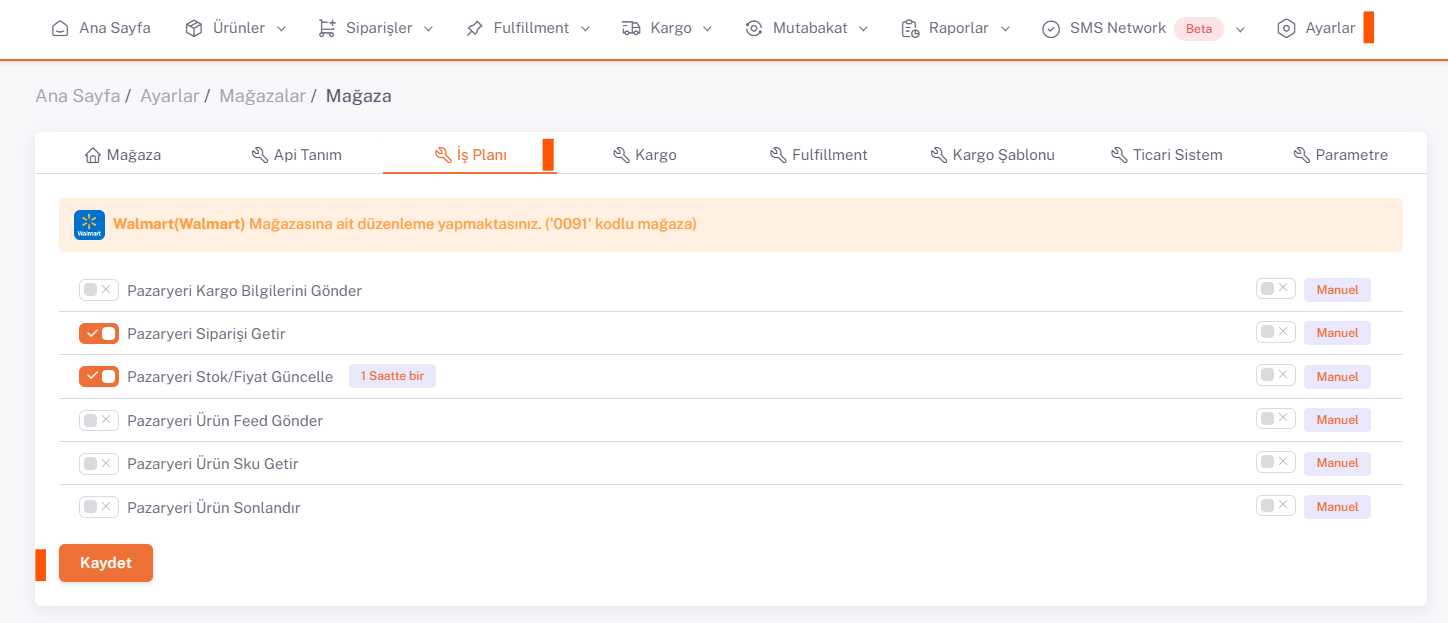 Ana Sayfa Ürünler Siparişler Fulfillment Kargo Mutabakat Raporlar SMS Network Beta Ayarlar
Ana Sayfa / Ayarlar / Mağazalar / Mağaza
Mağaza Api Tanım İş Planı Kargo Fulfillment Kargo Şablonu Ticari Sistem Parametre
Walmart Walmart(Walmart) Mağazasına ait düzenleme yapmaktasınız. ('0091' kodlu mağaza)
Pazaryeri Kargo Bilgilerini Gönder Manuel
Pazaryeri Siparişi Getir Manuel
Pazaryeri Stok/Fiyat Güncelle 1 Saatte bir Manuel
Pazaryeri Ürün Feed Gönder Manuel
Pazaryeri Ürün Sku Getir Manuel
Pazaryeri Ürün Sonlandır Manuel
Kaydet